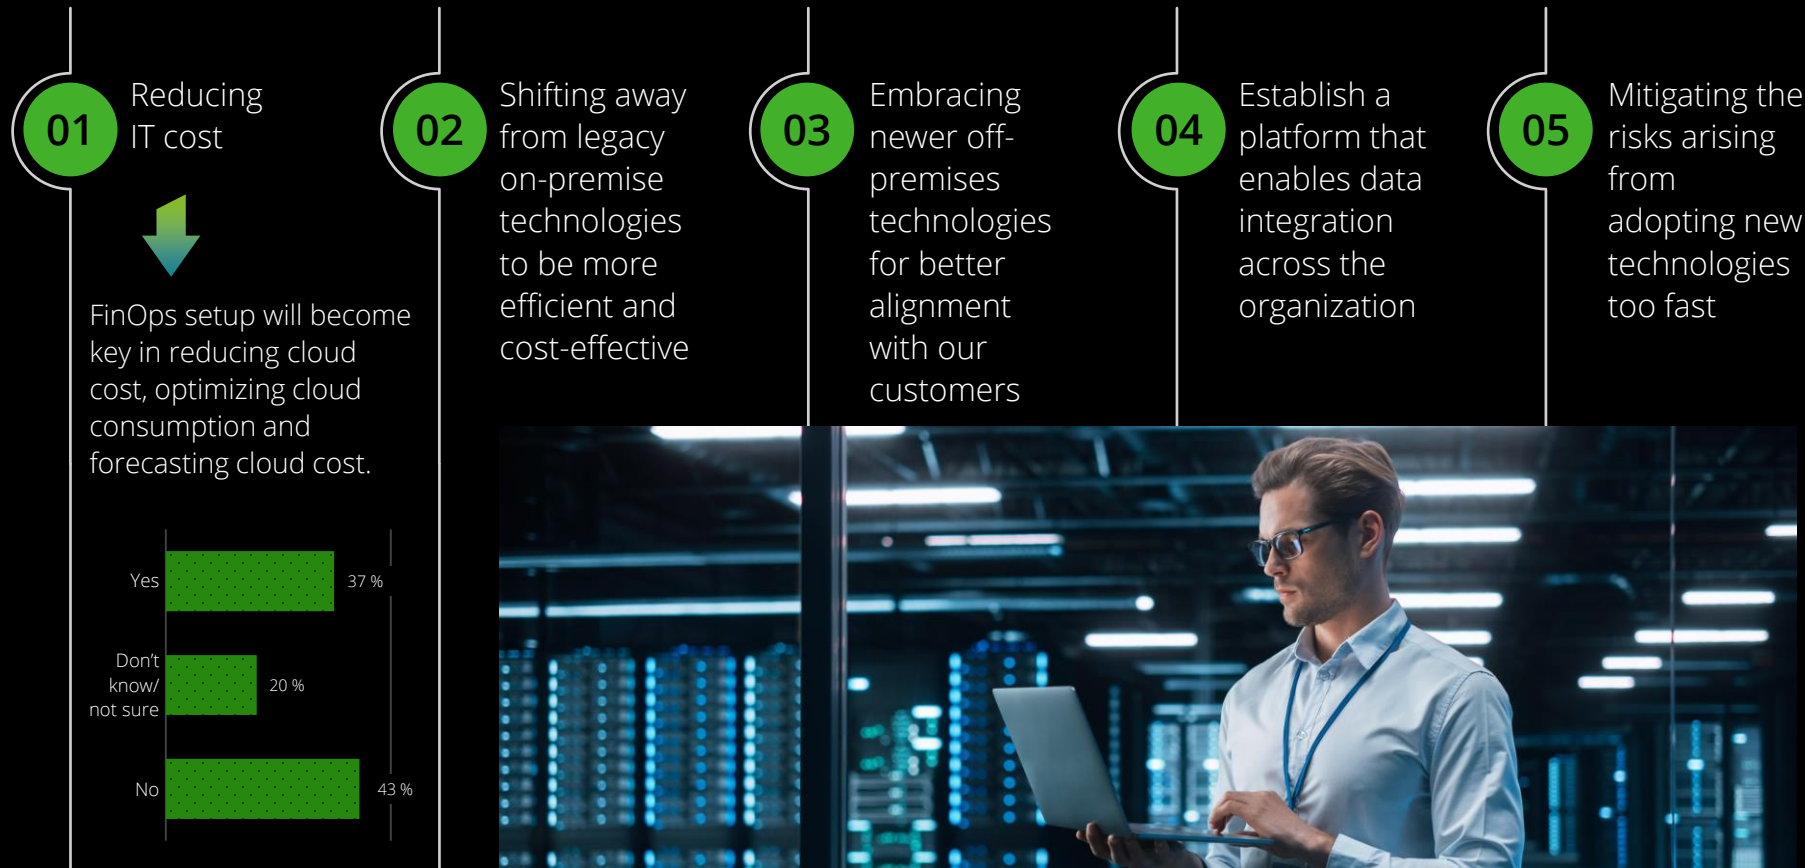 01
Reducing
IT cost
FinOps setup will become
key in reducing cloud
cost, optimizing cloud
consumption and
forecasting cloud cost.
Yes
37 %
Don't
know/
not sure
20 %
No
43 %
02
Shifting away
from legacy
on-premise
technologies
to be more
efficient and
cost-effective
03
Embracing
newer off-
premises
technologies
for better
alignment
with our
customers
04
Establish a
platform that
enables data
integration
across the
organization
05
Mitigating the
risks arising
from
adopting new
technologies
too fast